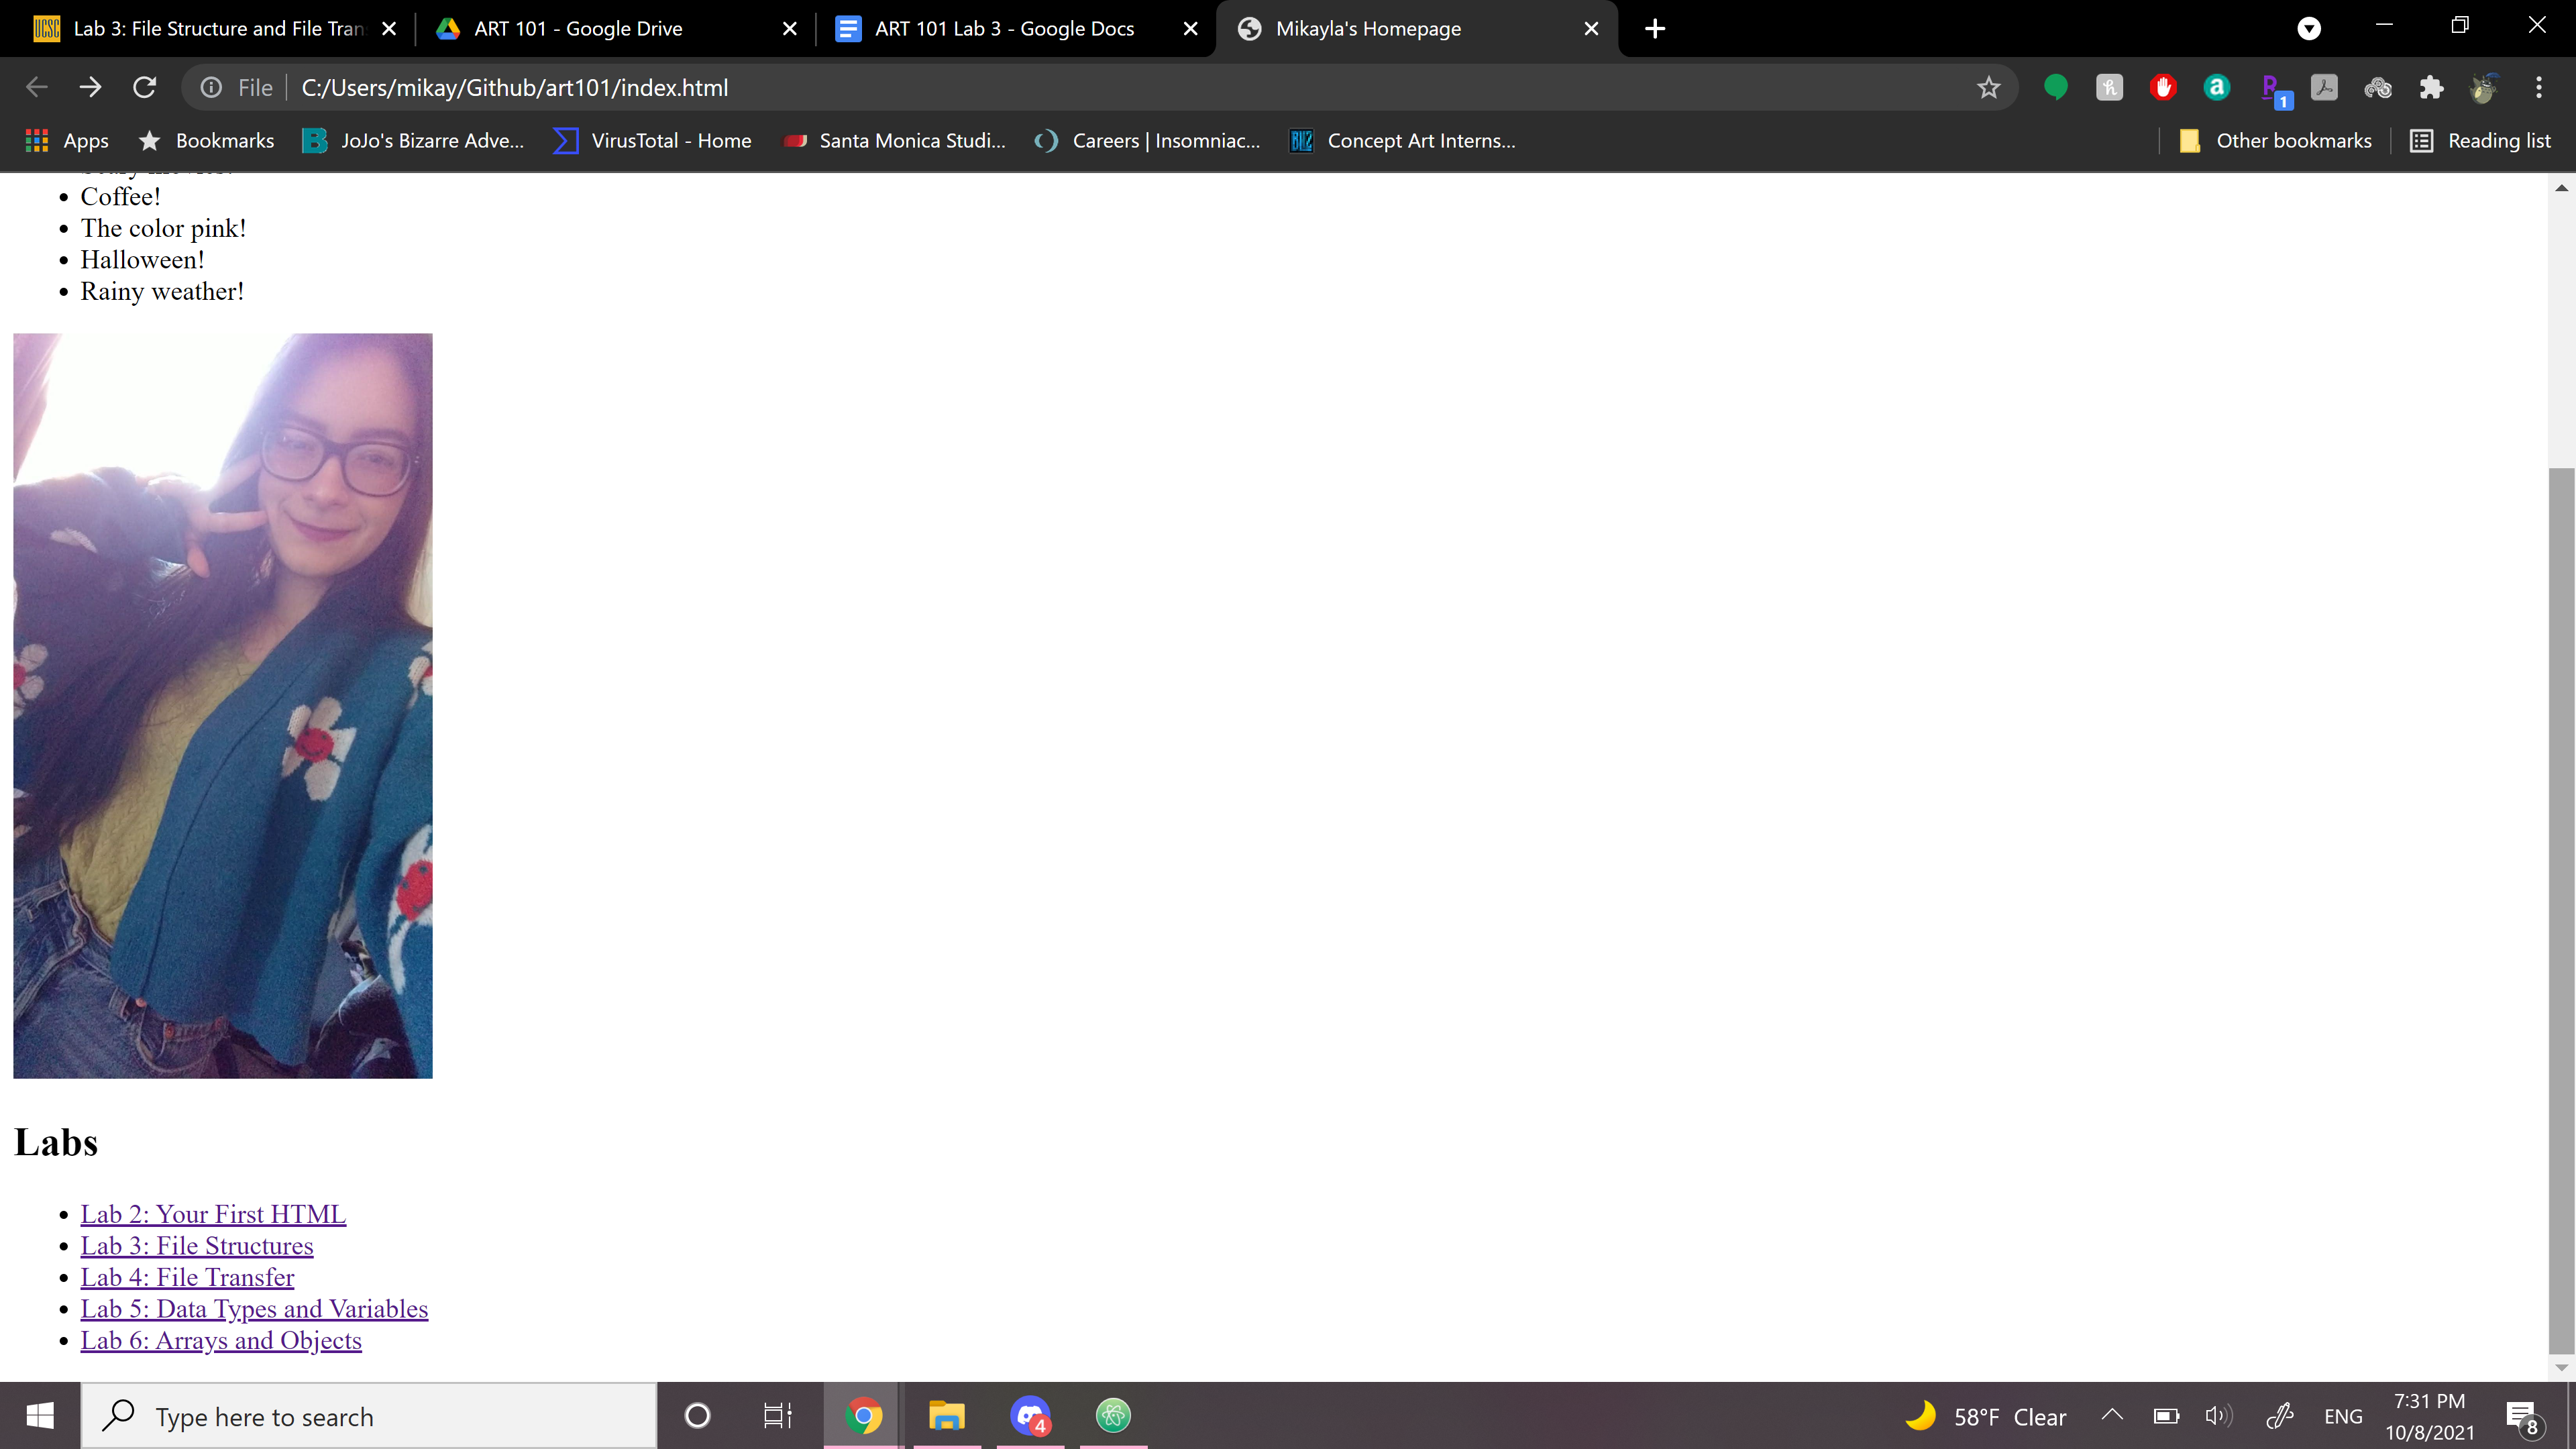 Lab 3: File Structure and File Tran
ART 101 - Google Drive
ART 101 Lab 3 - Google Docs
Mikayla's Homepage
File
C:/Users/mikay/Github/art101/index.html
Apps
Bookmarks
JoJo's Bizarre Adve...
VirusTotal - Home
Santa Monica Studi...
Careers | Insomniac...
Concept Art Interns...
Other bookmarks
Reading list
• Coffee!
• The color pink!
• Halloween!
• Rainy weather!
Labs
• Lab 2: Your First HTML
• Lab 3: File Structures
• Lab 4: File Transfer
• Lab 5: Data Types and Variables
• Lab 6: Arrays and Objects
Type here to search
4
58°F Clear
ENG
7:31 PM
10/8/2021
8